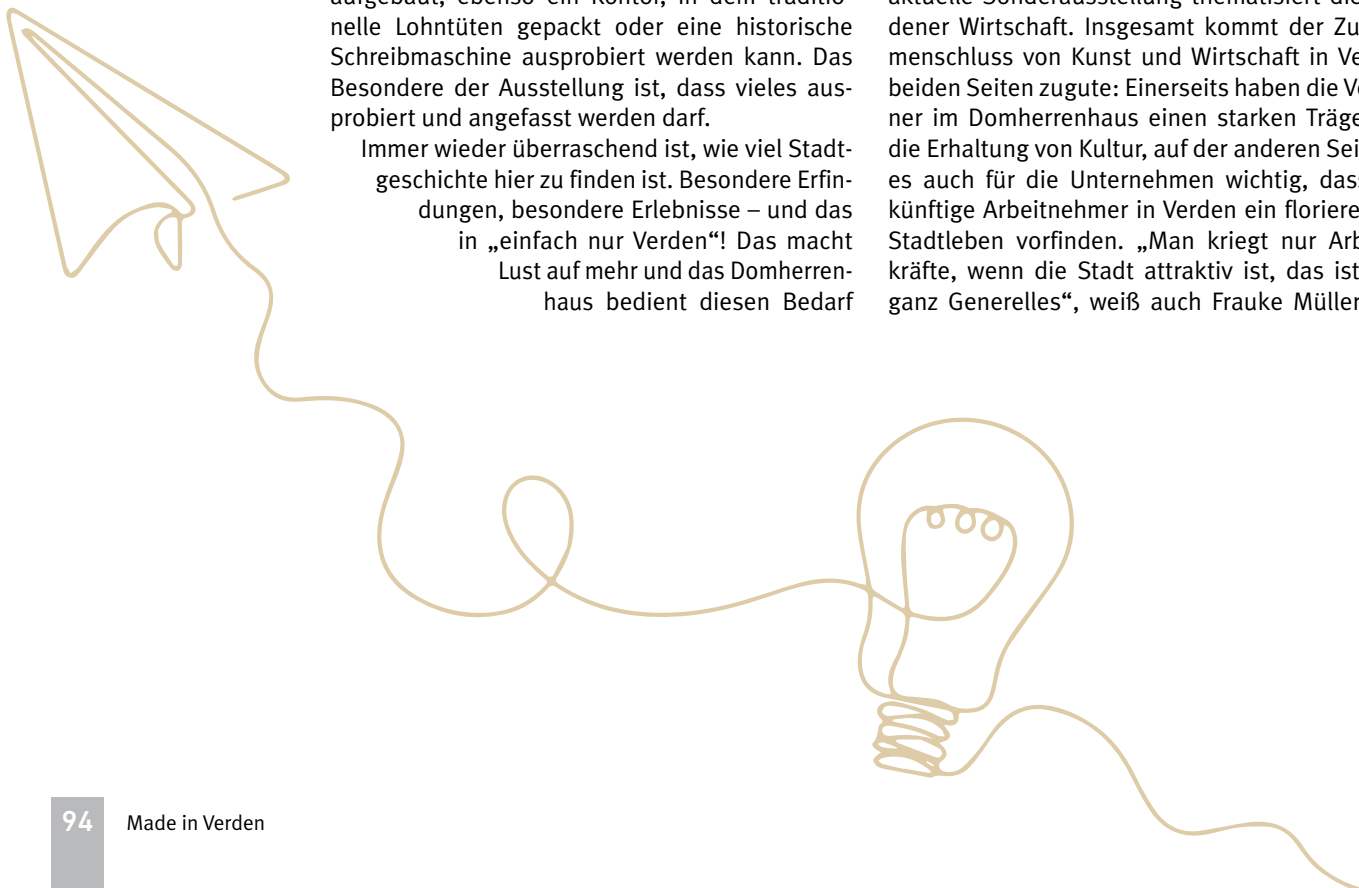 aufgebaut, ebenso ein Kontor, in dem traditio-
nelle Lohntüten gepackt oder eine historische
Schreibmaschine ausprobiert werden kann. Das
Besondere der Ausstellung ist, dass vieles aus-
probiert und angefasst werden darf.
Immer wieder überraschend ist, wie viel Stadt-
geschichte hier zu finden ist. Besondere Erfin-
dungen, besondere Erlebnisse – und das
in „einfach nur Verden“! Das macht
Lust auf mehr und das Domherren-
haus bedient diesen Bedarf
aktuelle Sonderausstellung thematisiert die
dener Wirtschaft. Insgesamt kommt der Zu
menschluss von Kunst und Wirtschaft in Ve
beiden Seiten zugute: Einerseits haben die Ve
ner im Domherrenhaus einen starken Träge
die Erhaltung von Kultur, auf der anderen Sei
es auch für die Unternehmen wichtig, dass
künftige Arbeitnehmer in Verden ein floriere
Stadtleben vorfinden. „Man kriegt nur Arb
kräfte, wenn die Stadt attraktiv ist, das ist
ganz Generelles“, weiß auch Frauke Müller
94 Made in Verden